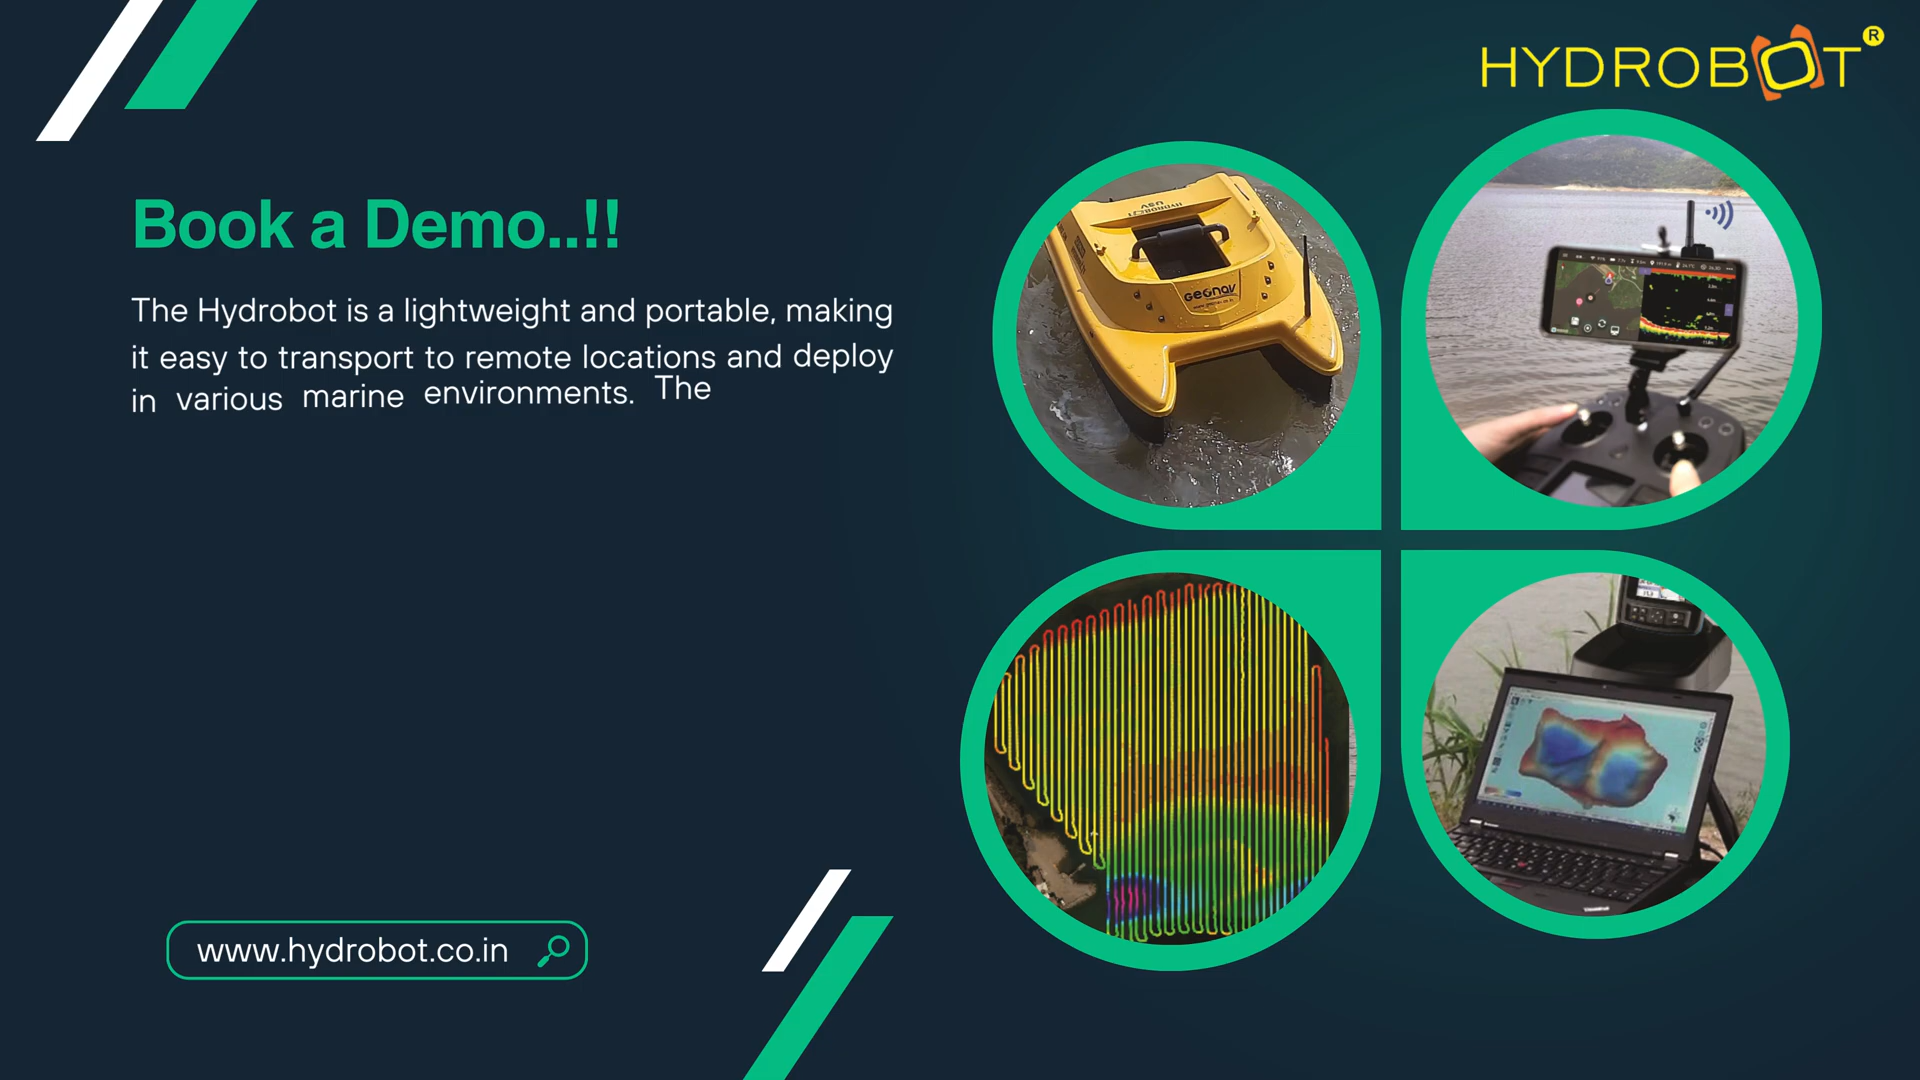 HYDROBOT®
Book a Demo..!!
The Hydrobot is a lightweight and portable, making
it easy to transport to remote locations and deploy
in various marine environments. The
GEONAV
www.hydrobot.co.in